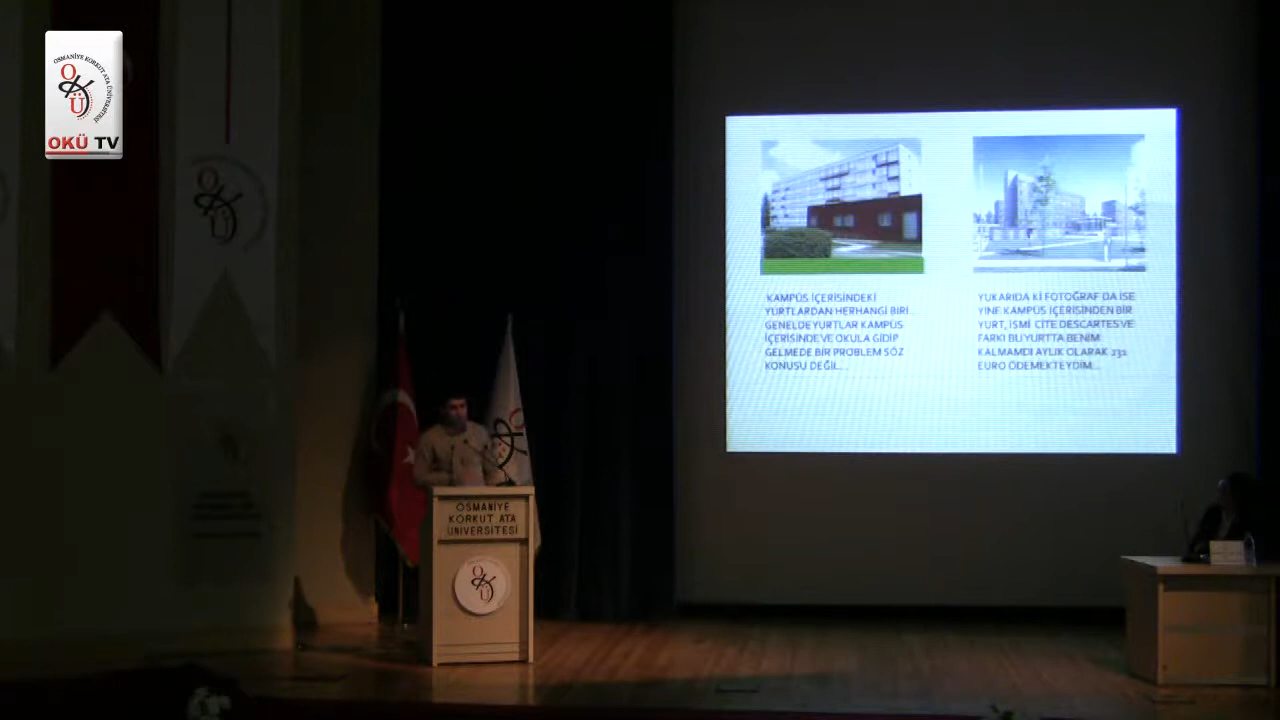 OSMANİYE KORKUT ATA ÜNİVERSİTESİ
OKÜ
OKÜ TV
KAMPÜS İÇERİSİNDEKİ
YURTLARDAN HERHANGİ BİRİ...
GENELDE YURTLAR KAMPÜS
İÇERİSİNDE VE OKULA GİDİP
GELMEDE BİR PROBLEM SÖZ
KONUSU DEĞİL...
YUKARIDA Kİ FOTOĞRAF DA İSE
YİNE KAMPÜS İÇERİSİNDEN BİR
YURT, İSMİ CİTE DESCARTES VE
FARKI BU YURTTA BENİM
KALMAMDI AYLIK OLARAK 231
EURO ÖDEMEKTEYDİM...
OSMANİYE
KORKUT ATA
ÜNİVERSİTESİ
OKÜ